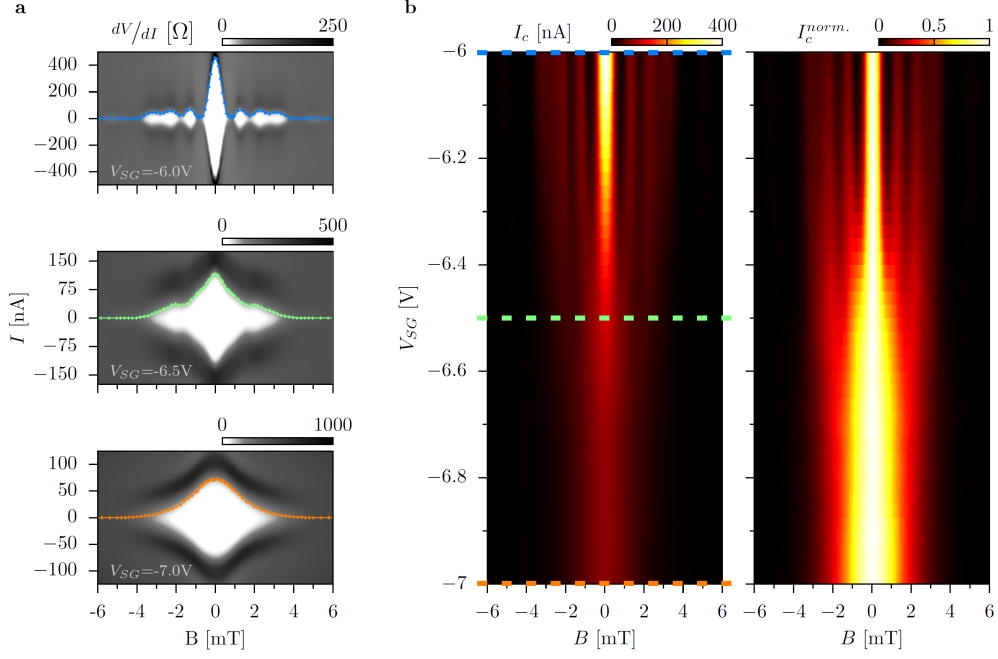 a
dV/dI [Ω]
0 250
400
200
0
−200
−400
V_SG=-6.0V
0 500
150
75
0
−75
−150
V_SG=-6.5V
I [nA]
0 1000
100
50
0
−50
−100
V_SG=-7.0V
-6 -4 -2 0 2 4 6
B [mT]
b
I_c [nA]
0 200 400
−6
−6.2
−6.4
−6.6
−6.8
−7
V_SG [V]
−6 −4 −2 0 2 4 6
B [mT]
I_c^norm.
0 0.5 1
−6 −4 −2 0 2 4 6
B [mT]